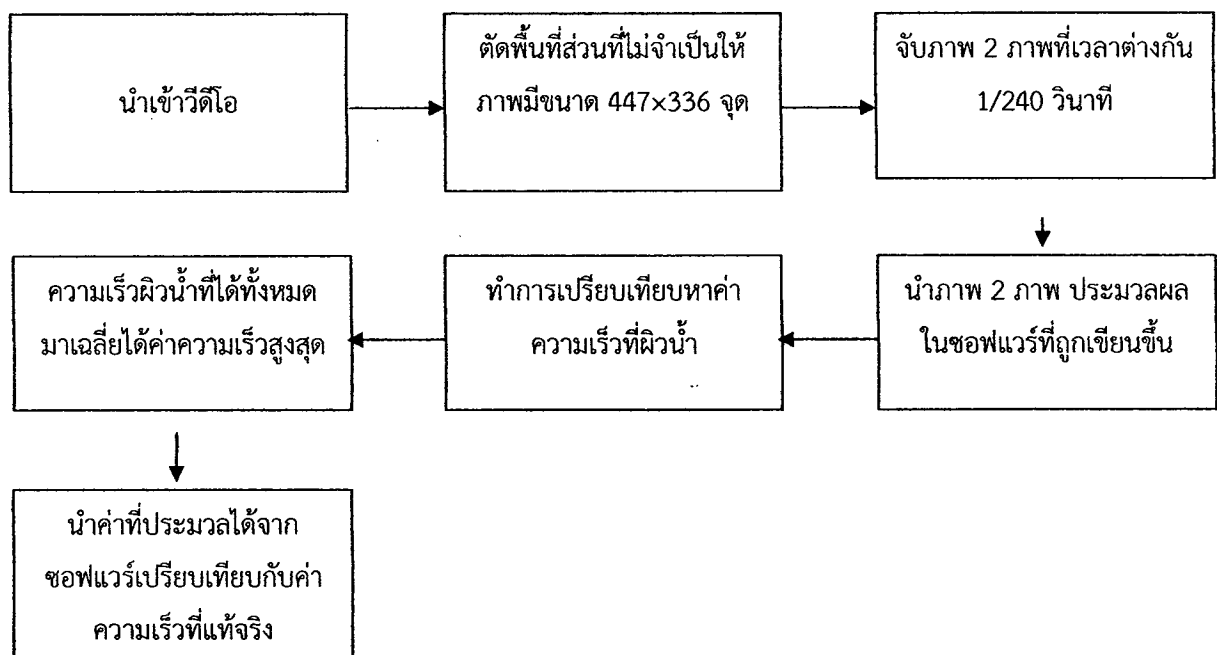 นำเข้าวีดีโอ
ตัดพื้นที่ส่วนที่ไม่จำเป็นให้
ภาพมีขนาด 447×336 จุด
จับภาพ 2 ภาพที่เวลาต่างกัน
1/240 วินาที
นำภาพ 2 ภาพ ประมวลผล
ในซอฟแวร์ที่ถูกเขียนขึ้น
ทำการเปรียบเทียบหาค่า
ความเร็วที่ผิวน้ำ
ความเร็วผิวน้ำที่ได้ทั้งหมด
มาเฉลี่ยได้ค่าความเร็วสูงสุด
นำค่าที่ประมวลได้จาก
ซอฟแวร์เปรียบเทียบกับค่า
ความเร็วที่แท้จริง